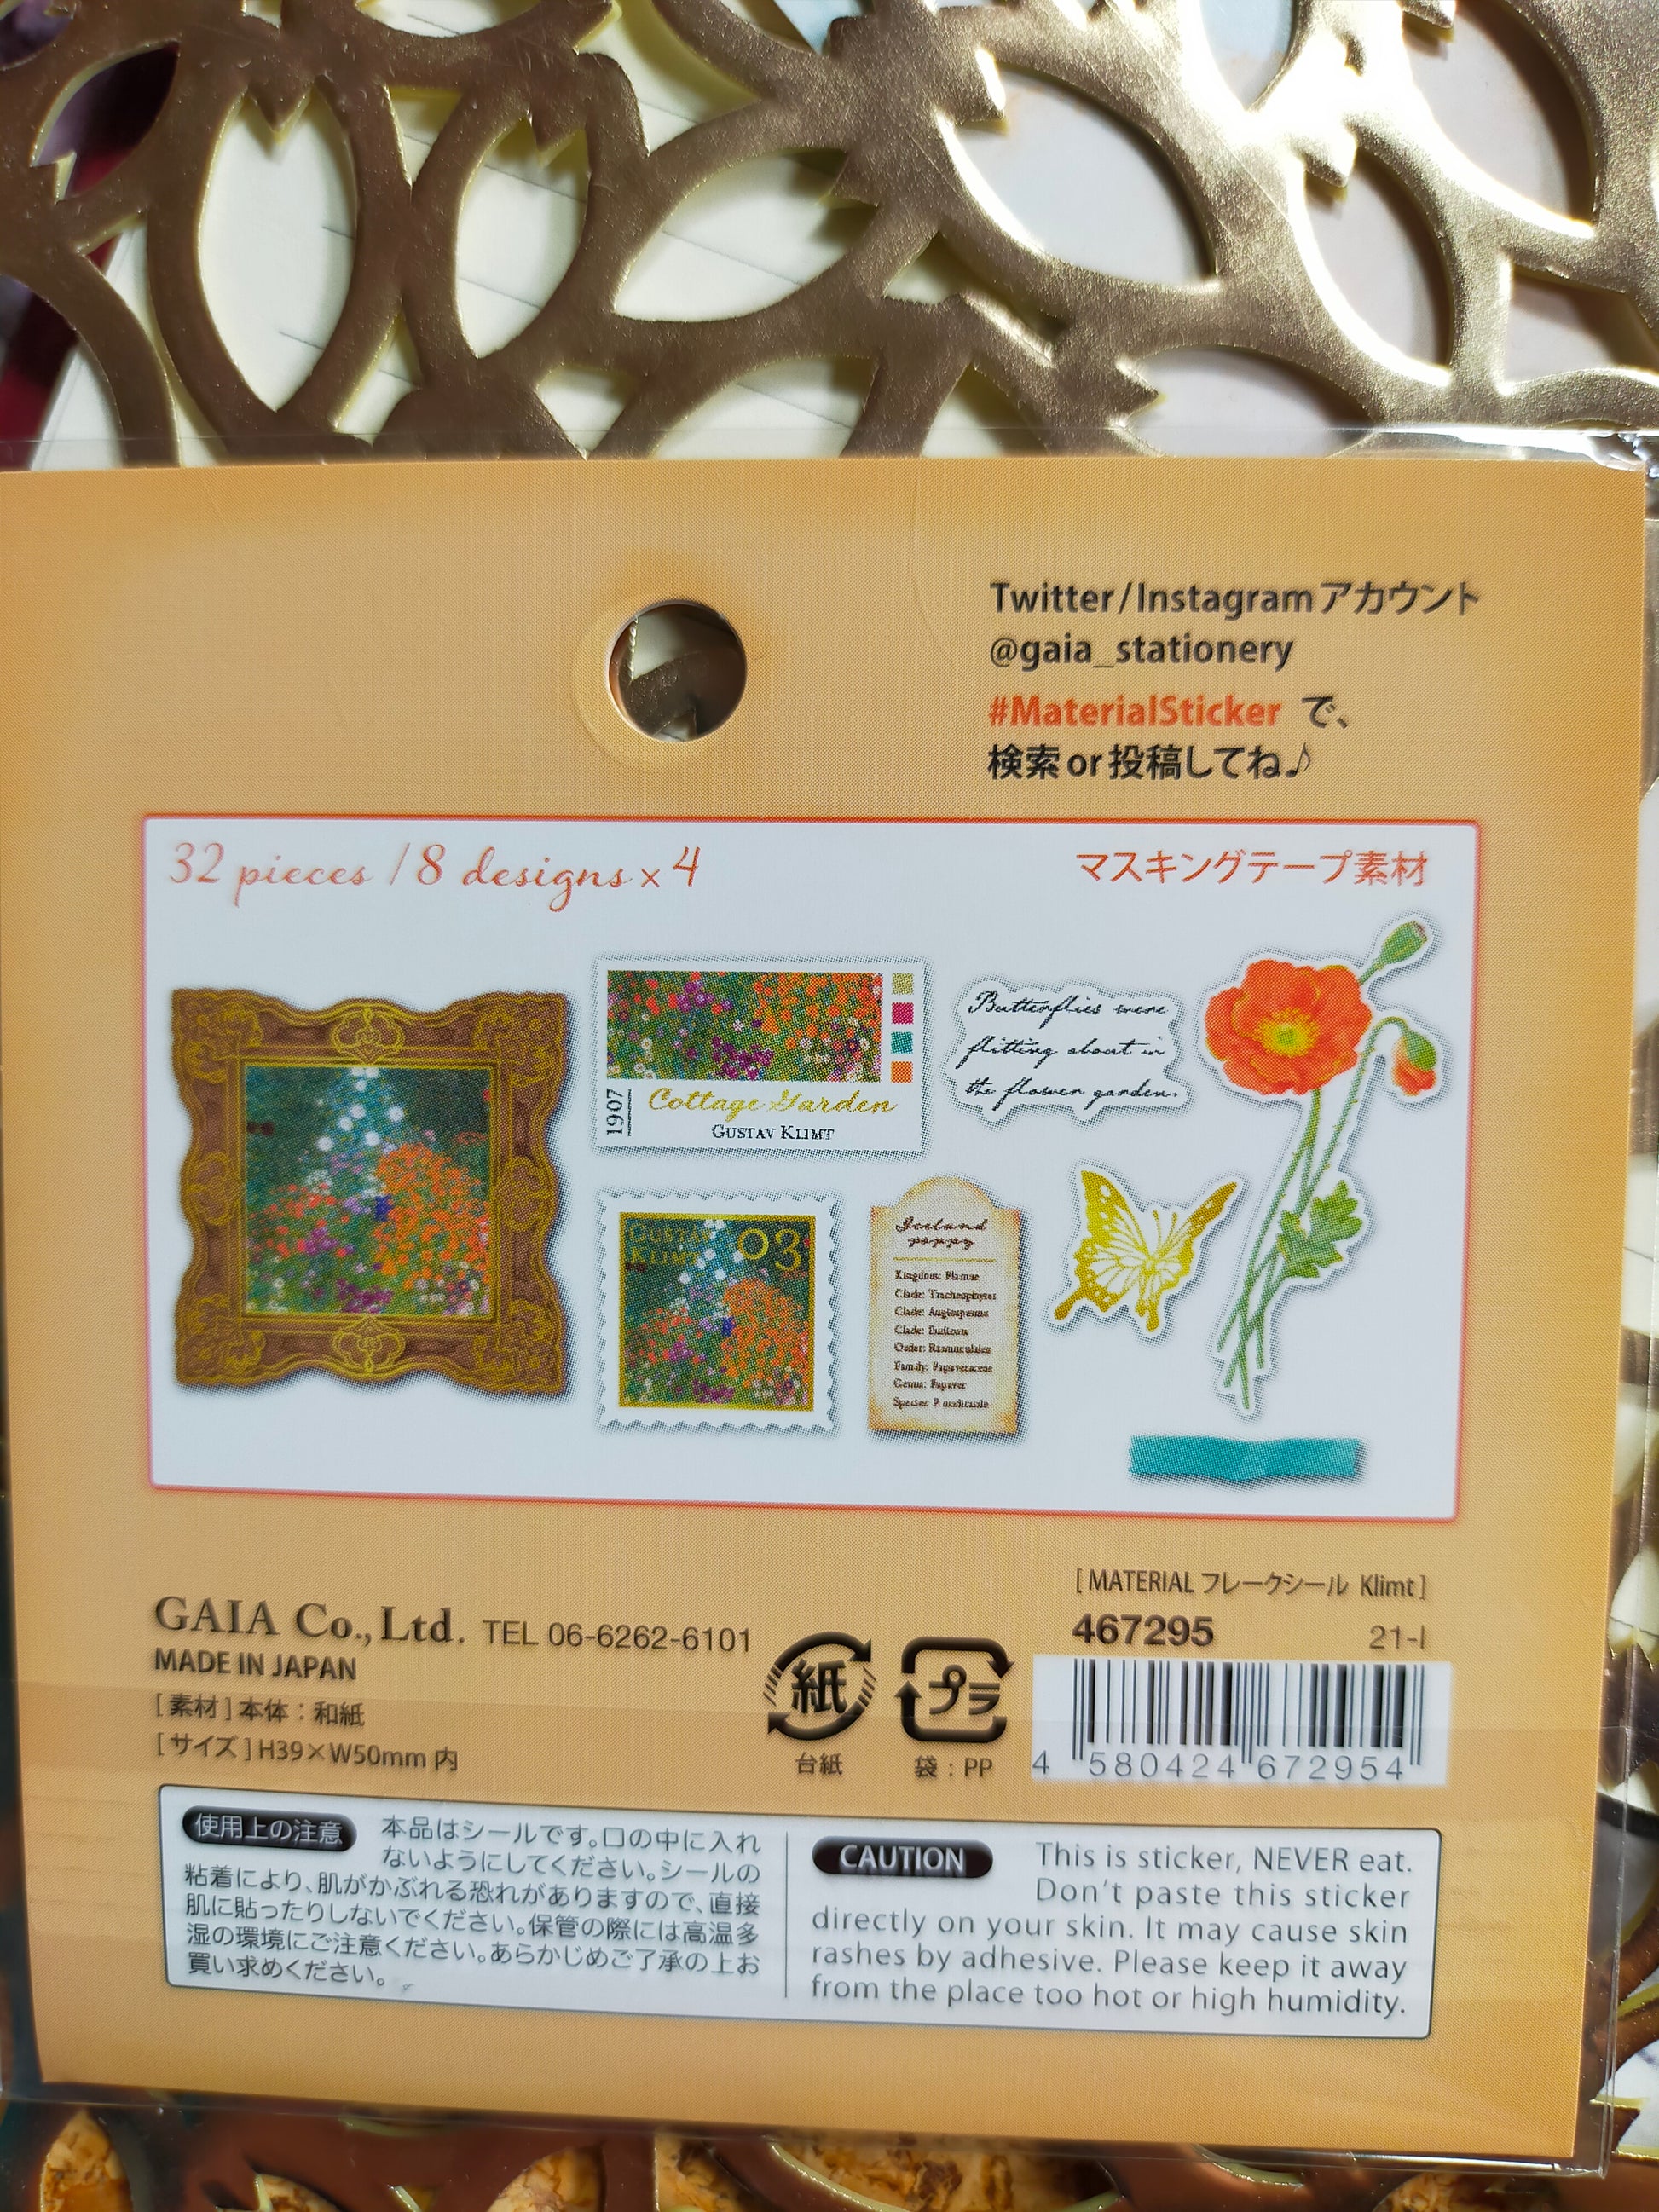 Twitter/Instagramアカウント
@gaia_stationery
#MaterialSticker で、
検索or投稿してね♪
32 pieces / 8 designs × 4
マスキングテープ素材
1907
Cottage Garden
GUSTAV KLIMT
Butterflies were
flitting about in
the flower garden.
GUSTAV
KLIMT
03
Iceland
poppy
Kingdom: Plantae
Clade: Tracheophytes
Clade: Angiosperms
Clade: Eudicots
Order: Ranunculales
Family: Papaveraceae
Genus: Papaver
Species: P. nudicaule
GAIA Co., Ltd. TEL 06-6262-6101
MADE IN JAPAN
[素材]本体：和紙
[サイズ]H39×W50mm 内
紙
台紙
プラ
袋：PP
[MATERIAL フレークシール Klimt]
467295 21-I
4 580424 672954
使用上の注意 本品はシールです。口の中に入れ
ないようにしてください。シールの
粘着により、肌がかぶれる恐れがありますので、直接
肌に貼ったりしないでください。保管の際には高温多
湿の環境にご注意ください。あらかじめご了承の上お
買い求めください。
CAUTION This is sticker, NEVER eat.
Don't paste this sticker
directly on your skin. It may cause skin
rashes by adhesive. Please keep it away
from the place too hot or high humidity.